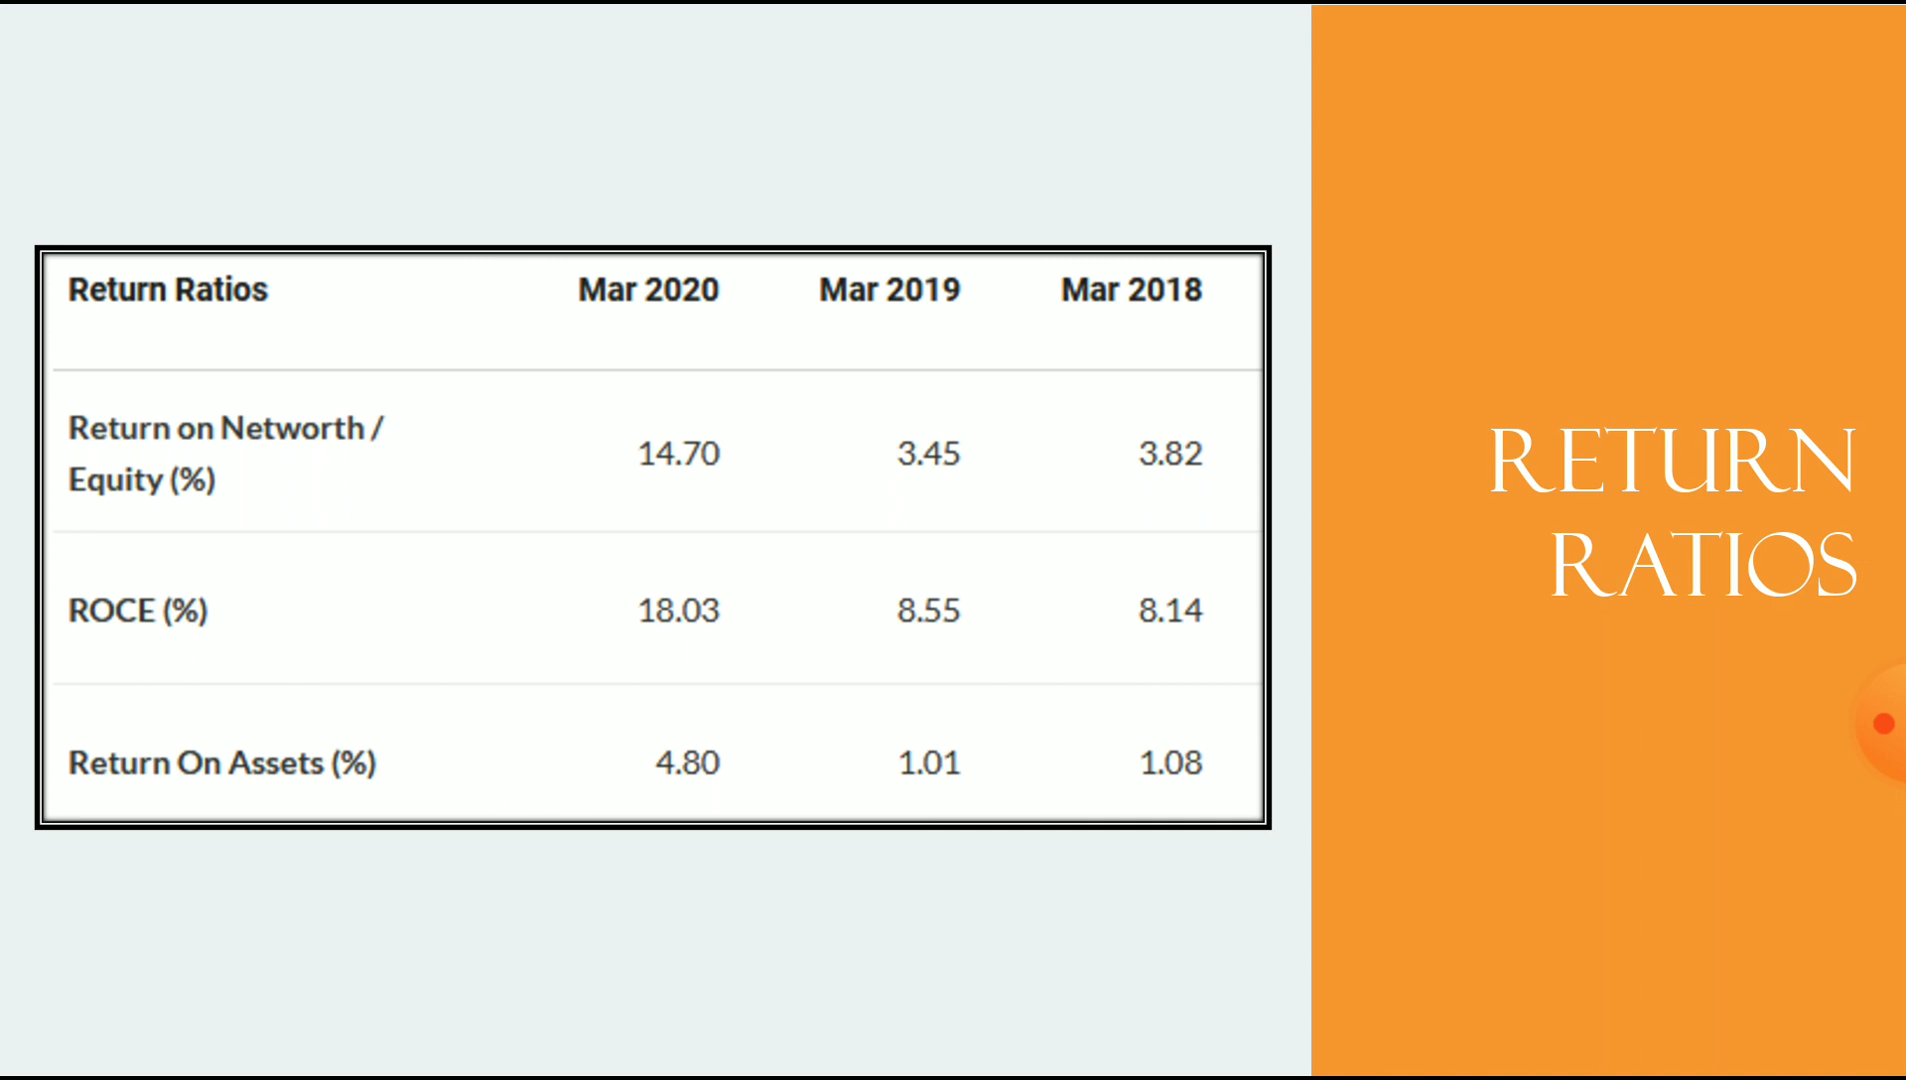 Return Ratios Mar 2020 Mar 2019 Mar 2018
Return on Networth /
Equity (%) 14.70 3.45 3.82
ROCE (%) 18.03 8.55 8.14
Return On Assets (%) 4.80 1.01 1.08
RETURN
RATIOS